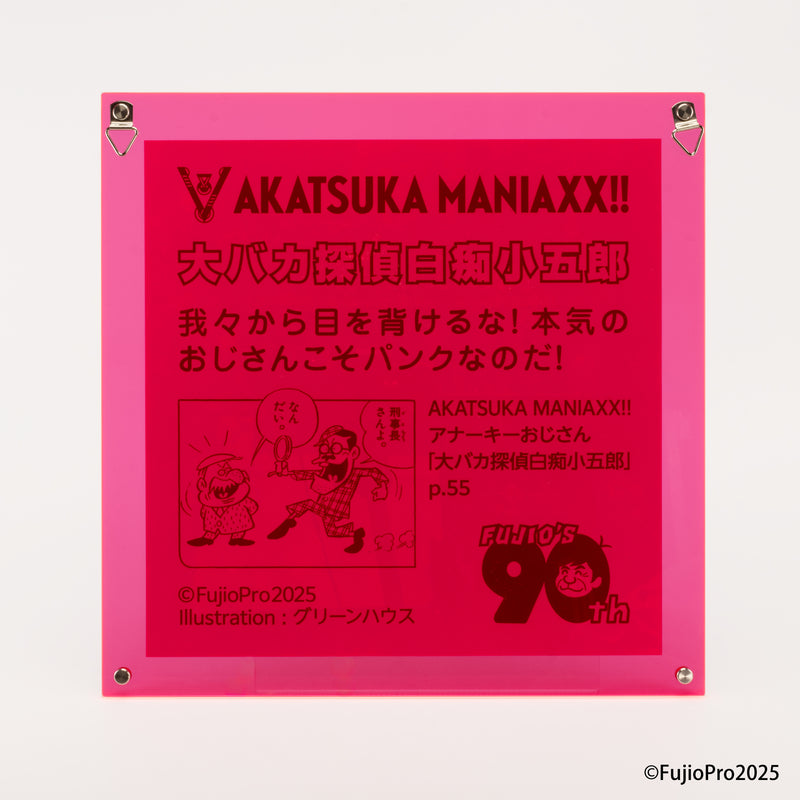 AKATSUKA MANIAXX!!
大バカ探偵白痴小五郎
我々から目を背けるな！本気の
おじさんこそパンクなのだ！
刑事長
さんよ。
なん
だい。
AKATSUKA MANIAXX!!
アナーキーおじさん
「大バカ探偵白痴小五郎」
p.55
FUJIO'S
90th
©FujioPro2025
Illustration : グリーンハウス
©FujioPro2025